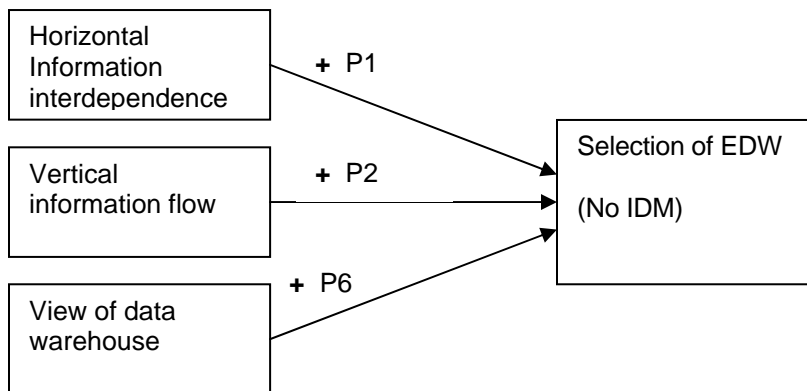 Horizontal
Information
interdependence
+ P1
Vertical
information flow
+ P2
View of data
warehouse
+ P6
Selection of EDW
(No IDM)